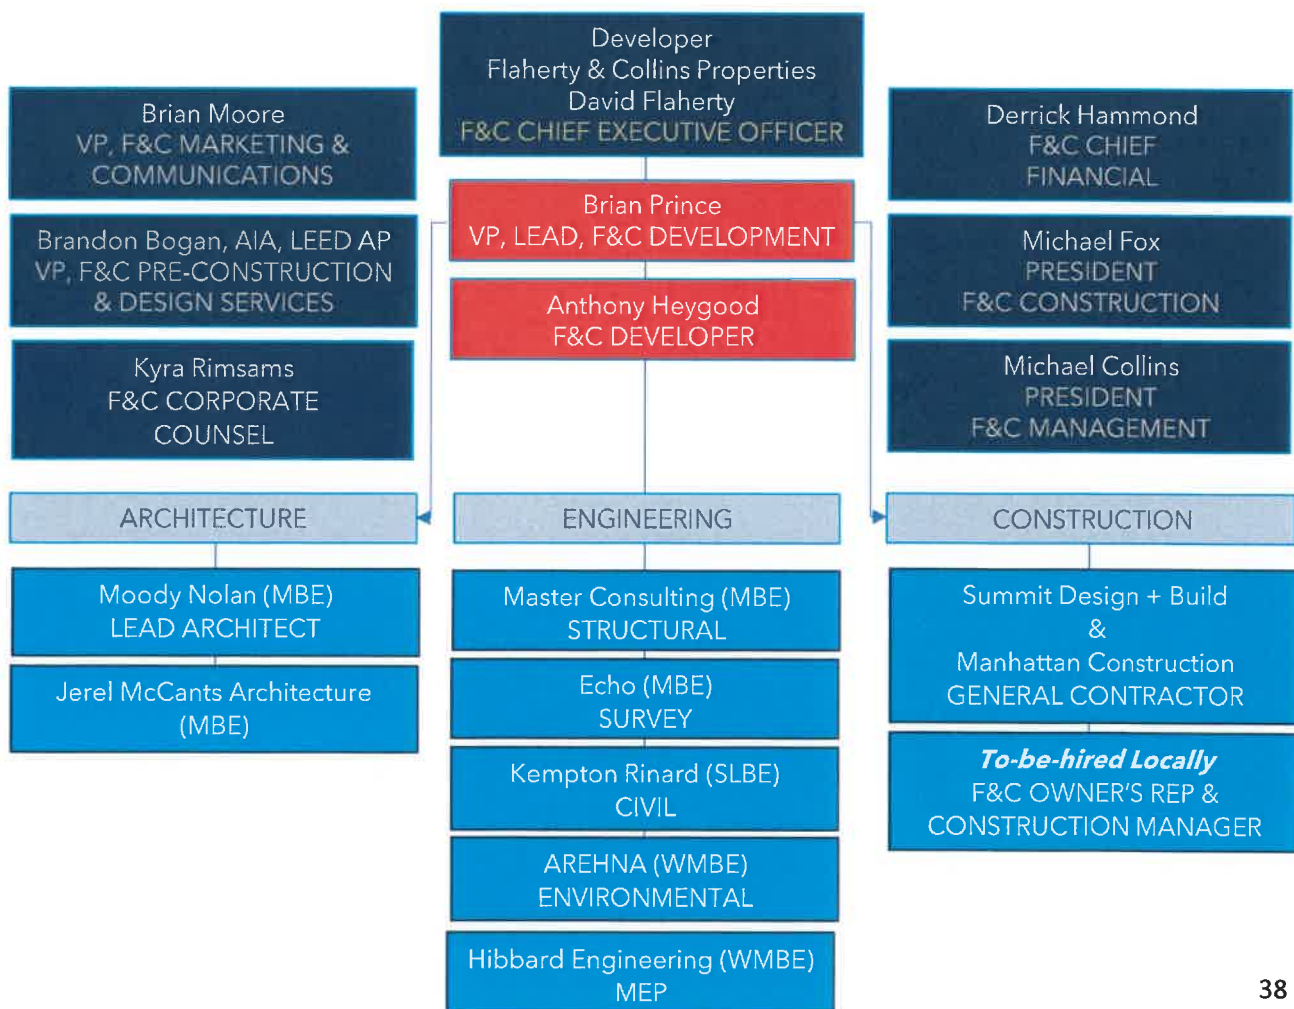 Developer
Flaherty & Collins Properties
David Flaherty
F&C CHIEF EXECUTIVE OFFICER
Brian Moore
VP, F&C MARKETING &
COMMUNICATIONS
Brandon Bogan, AIA, LEED AP
VP, F&C PRE-CONSTRUCTION
& DESIGN SERVICES
Kyra Rimsams
F&C CORPORATE
COUNSEL
Brian Prince
VP, LEAD, F&C DEVELOPMENT
Anthony Heygood
F&C DEVELOPER
Derrick Hammond
F&C CHIEF
FINANCIAL
Michael Fox
PRESIDENT
F&C CONSTRUCTION
Michael Collins
PRESIDENT
F&C MANAGEMENT
ARCHITECTURE
Moody Nolan (MBE)
LEAD ARCHITECT
Jerel McCants Architecture
(MBE)
ENGINEERING
Master Consulting (MBE)
STRUCTURAL
Echo (MBE)
SURVEY
Kempton Rinard (SLBE)
CIVIL
AREHNA (WMBE)
ENVIRONMENTAL
Hibbard Engineering (WMBE)
MEP
CONSTRUCTION
Summit Design + Build
&
Manhattan Construction
GENERAL CONTRACTOR
To-be-hired Locally
F&C OWNER'S REP &
CONSTRUCTION MANAGER
38